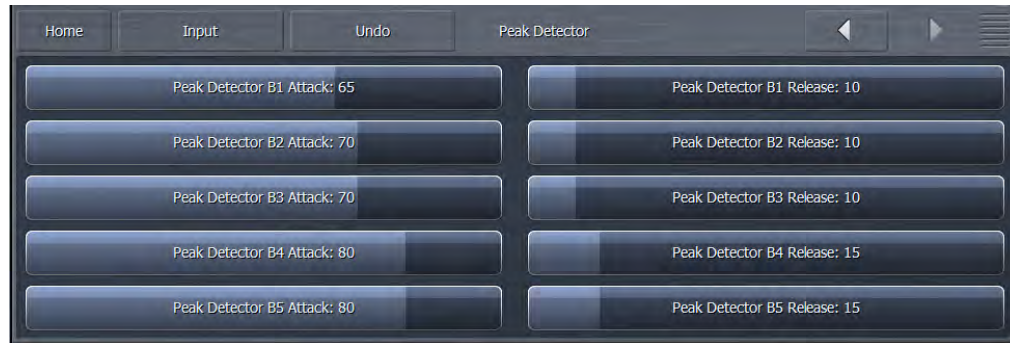 Home Input Undo Peak Detector
Peak Detector B1 Attack: 65 Peak Detector B1 Release: 10
Peak Detector B2 Attack: 70 Peak Detector B2 Release: 10
Peak Detector B3 Attack: 70 Peak Detector B3 Release: 10
Peak Detector B4 Attack: 80 Peak Detector B4 Release: 15
Peak Detector B5 Attack: 80 Peak Detector B5 Release: 15